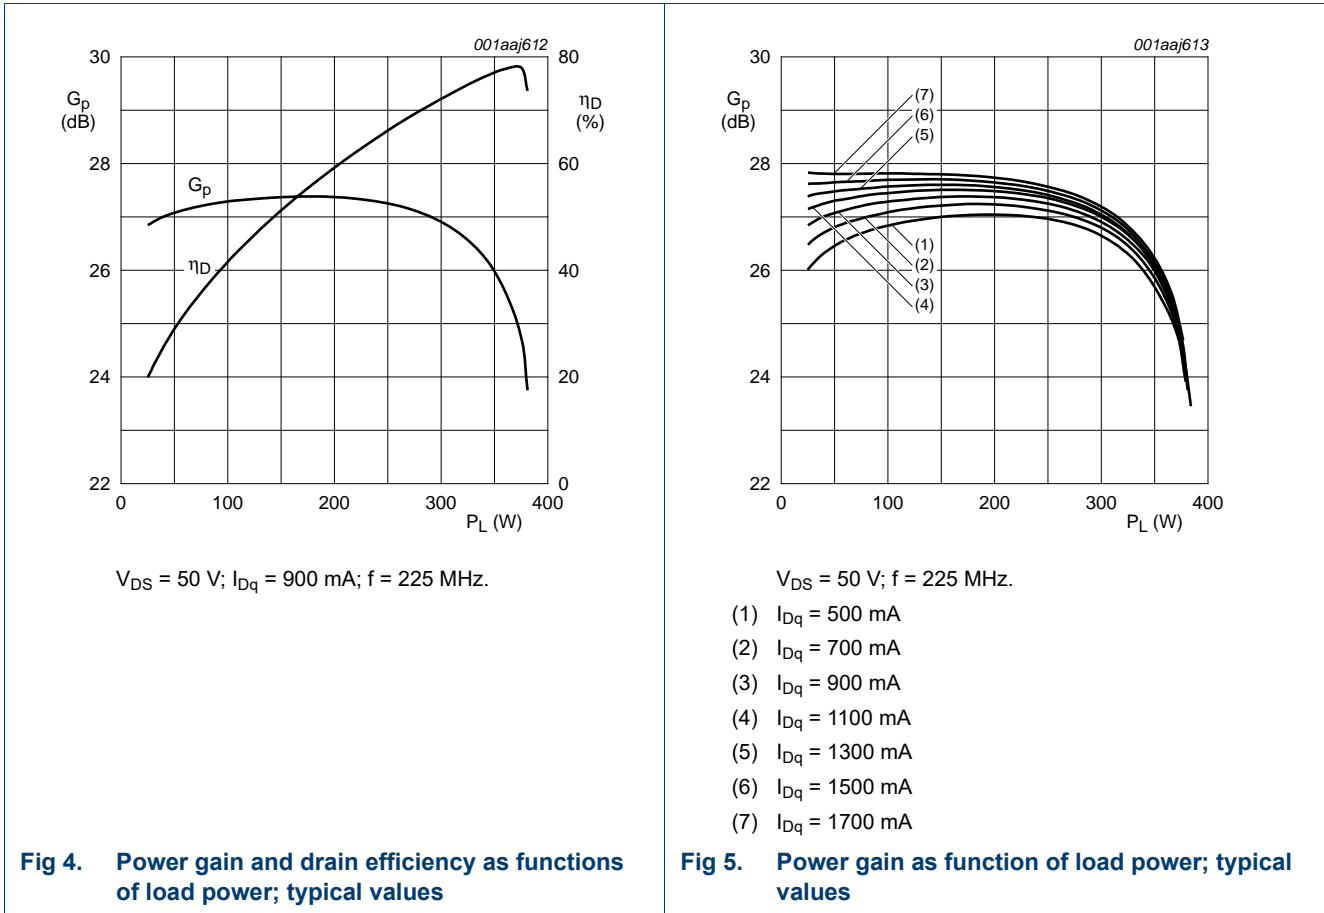 001aaj612
30
28
26
24
22
Gp
(dB)
80
60
40
20
0
ηD
(%)
Gp
ηD
0 100 200 300 400
PL (W)
VDS = 50 V; IDq = 900 mA; f = 225 MHz.
Fig 4. Power gain and drain efficiency as functions
of load power; typical values
001aaj613
30
28
26
24
22
Gp
(dB)
(7)
(6)
(5)
(1)
(2)
(3)
(4)
0 100 200 300 400
PL (W)
VDS = 50 V; f = 225 MHz.
(1) IDq = 500 mA
(2) IDq = 700 mA
(3) IDq = 900 mA
(4) IDq = 1100 mA
(5) IDq = 1300 mA
(6) IDq = 1500 mA
(7) IDq = 1700 mA
Fig 5. Power gain as function of load power; typical
values